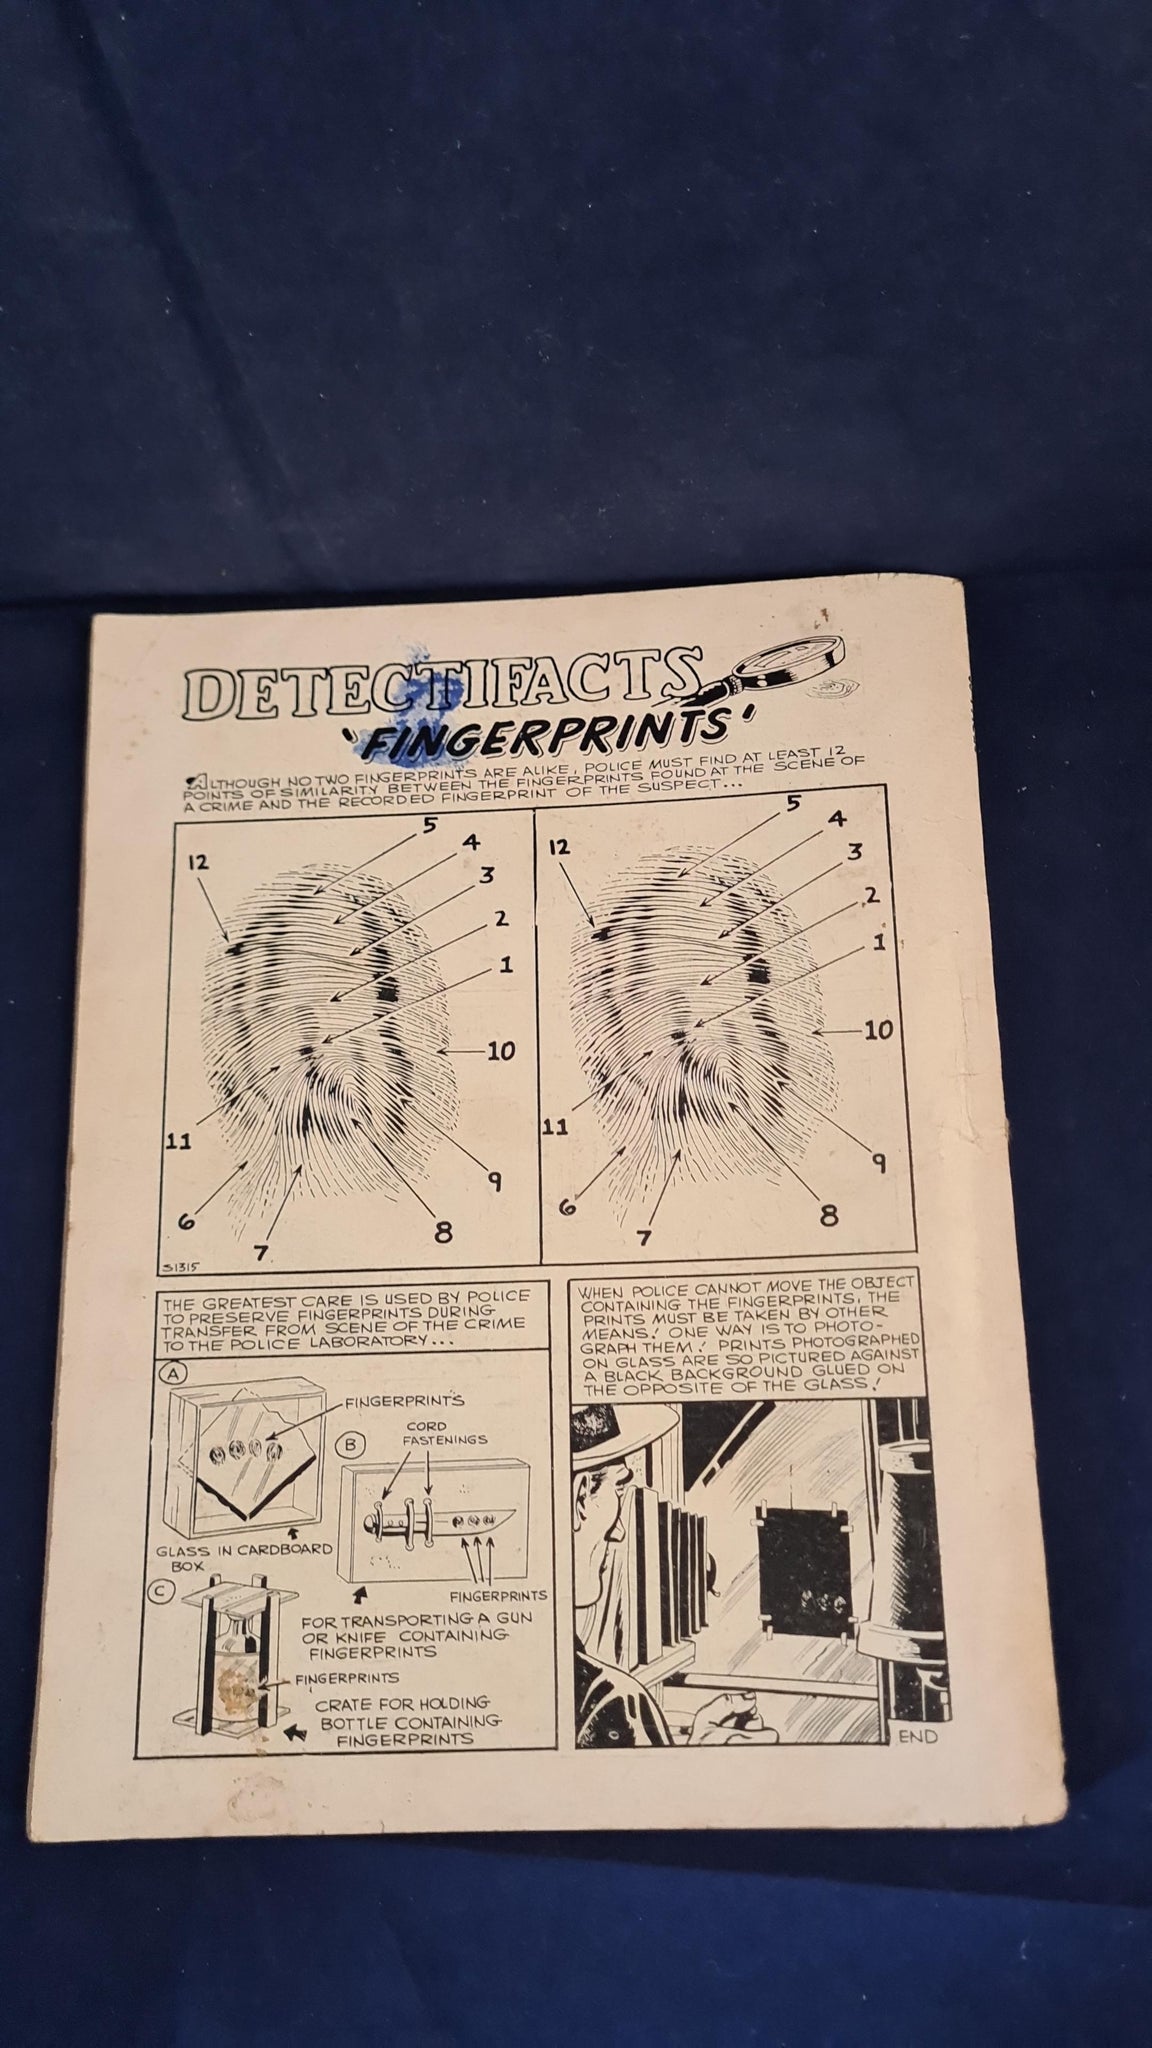 DETECTIFACTS
'FINGERPRINTS'
ALTHOUGH NO TWO FINGERPRINTS ARE ALIKE, POLICE MUST FIND AT LEAST 12
POINTS OF SIMILARITY BETWEEN THE FINGERPRINTS FOUND AT THE SCENE OF
A CRIME AND THE RECORDED FINGERPRINT OF THE SUSPECT...
12
5
4
3
2
1
10
11
6
7
8
9
S1315
12
5
4
3
2
1
10
11
6
7
8
9
THE GREATEST CARE IS USED BY POLICE
TO PRESERVE FINGERPRINTS DURING
TRANSFER FROM SCENE OF THE CRIME
TO THE POLICE LABORATORY...
A
FINGERPRINTS
GLASS IN CARDBOARD
BOX
B
CORD
FASTENINGS
FINGERPRINTS
FOR TRANSPORTING A GUN
OR KNIFE CONTAINING
FINGERPRINTS
C
FINGERPRINTS
CRATE FOR HOLDING
BOTTLE CONTAINING
FINGERPRINTS
WHEN POLICE CANNOT MOVE THE OBJECT
CONTAINING THE FINGERPRINTS, THE
PRINTS MUST BE TAKEN BY OTHER
MEANS! ONE WAY IS TO PHOTO-
GRAPH THEM! PRINTS PHOTOGRAPHED
ON GLASS ARE SO PICTURED AGAINST
A BLACK BACKGROUND GLUED ON
THE OPPOSITE OF THE GLASS!
END